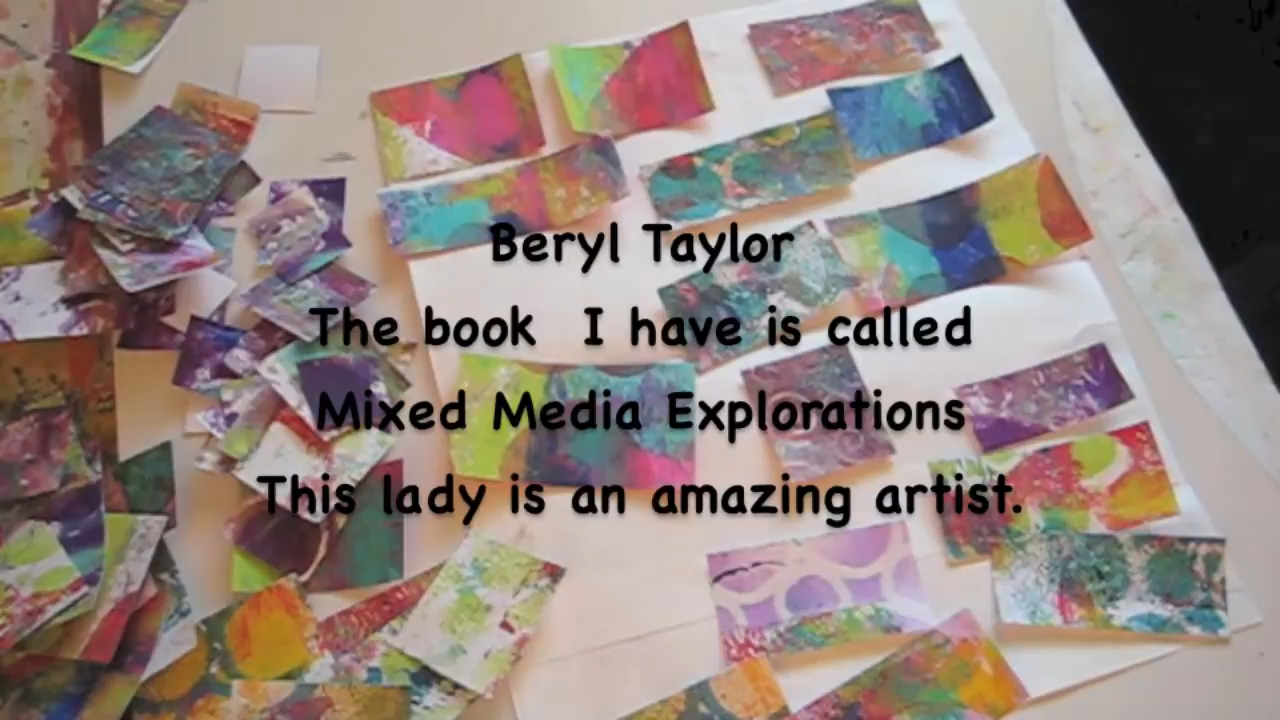 Beryl Taylor
The book I have is called
Mixed Media Explorations
This lady is an amazing artist.